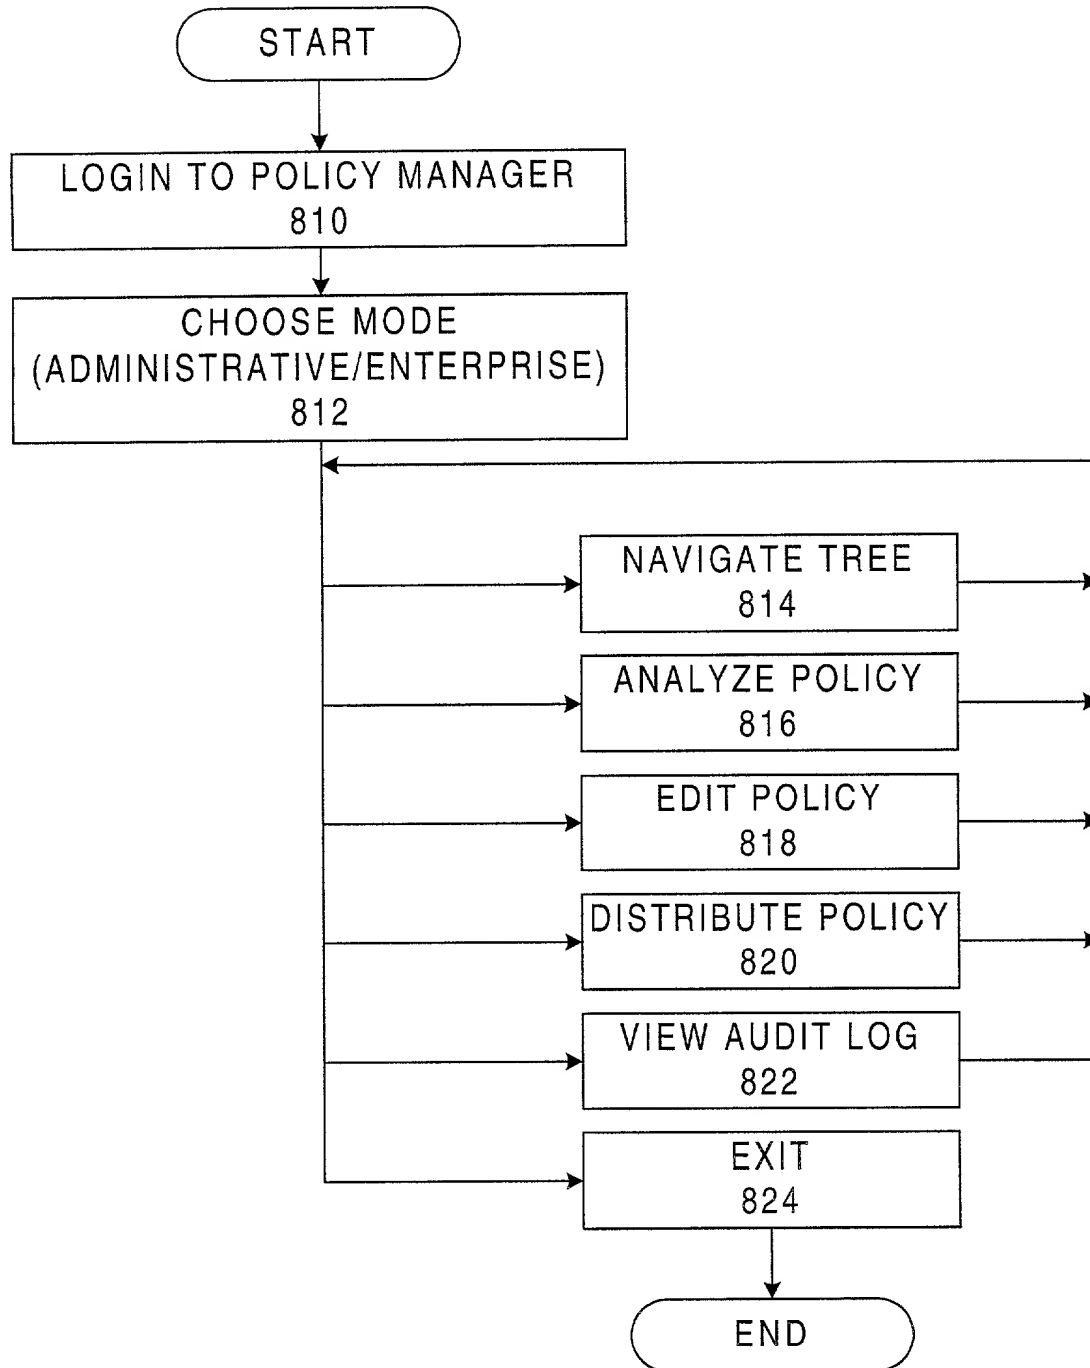 START
LOGIN TO POLICY MANAGER
810
CHOOSE MODE
(ADMINISTRATIVE/ENTERPRISE)
812
NAVIGATE TREE
814
ANALYZE POLICY
816
EDIT POLICY
818
DISTRIBUTE POLICY
820
VIEW AUDIT LOG
822
EXIT
824
END